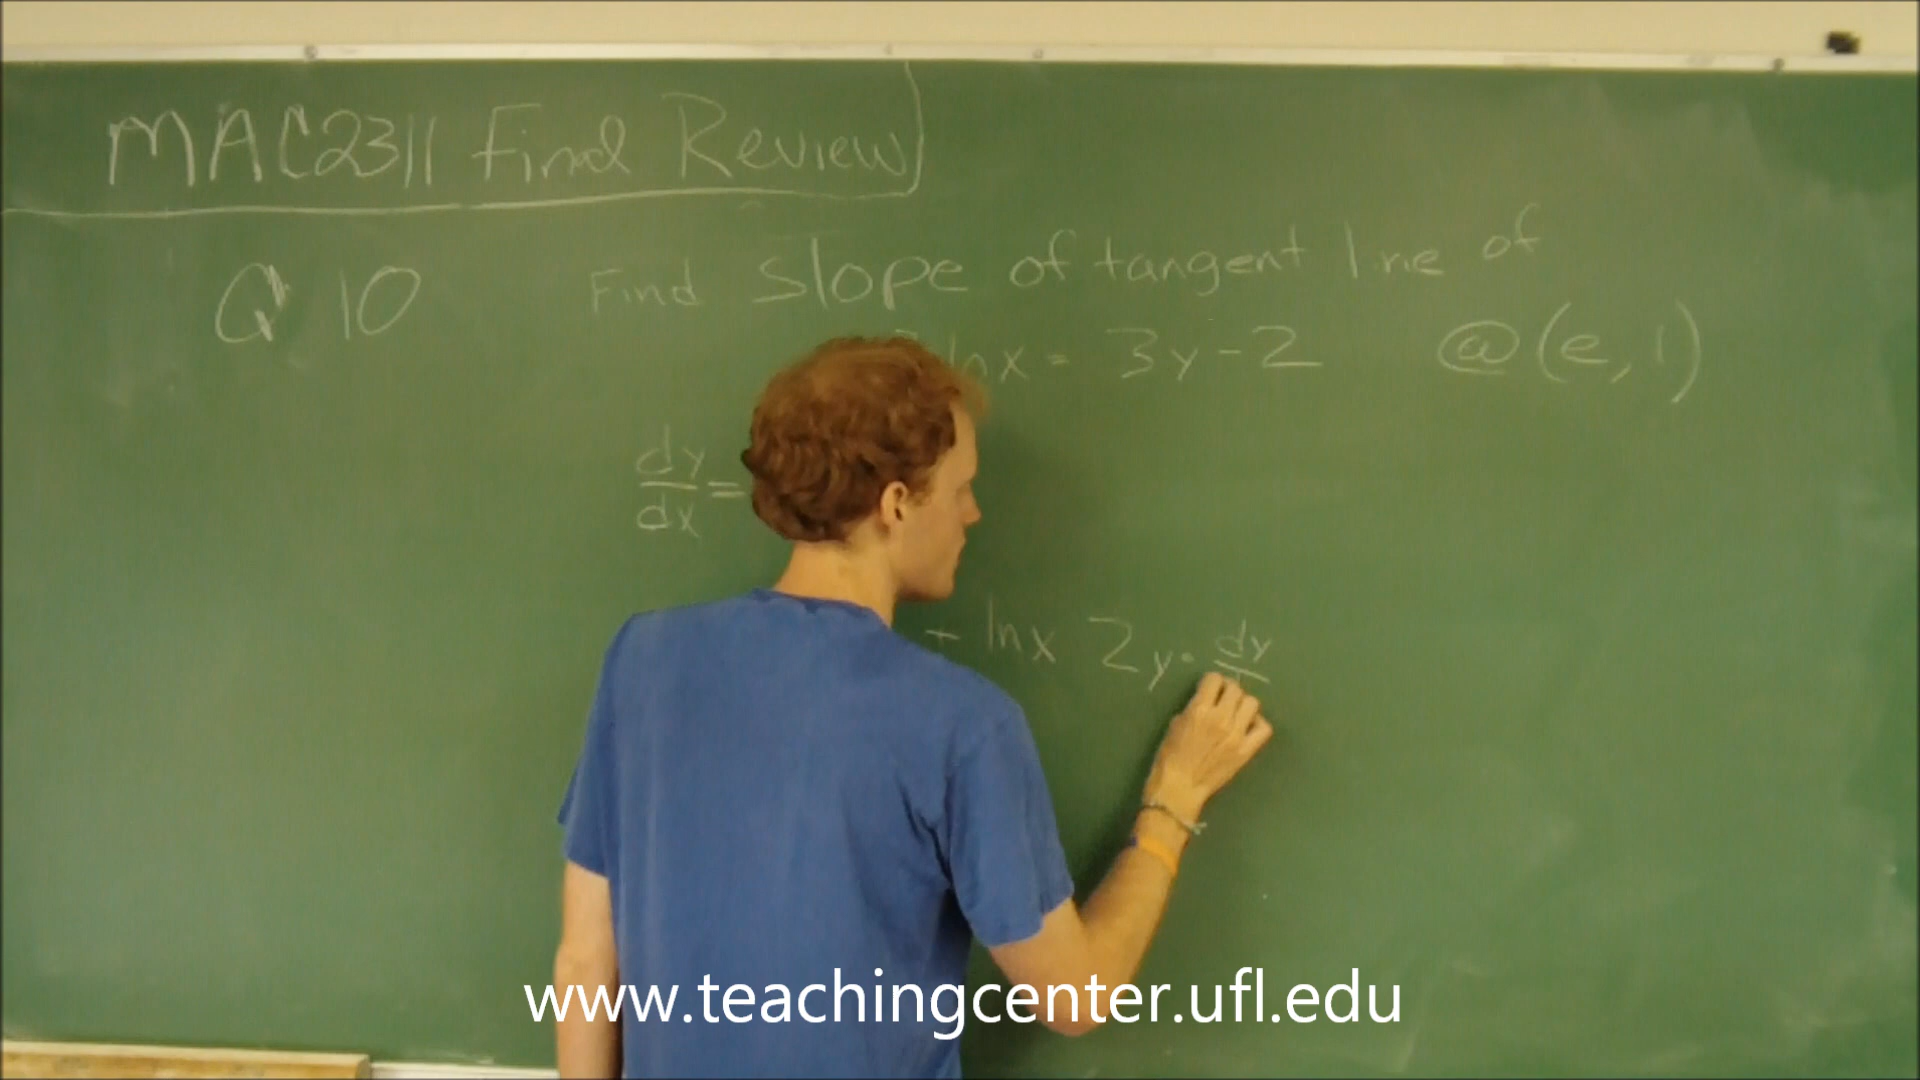 MAC2311 Final Review
Q 10
Find slope of tangent line of
lnx = 3y-2 @(e,1)
dy/dx =
+ lnx 2y· dy
www.teachingcenter.ufl.edu